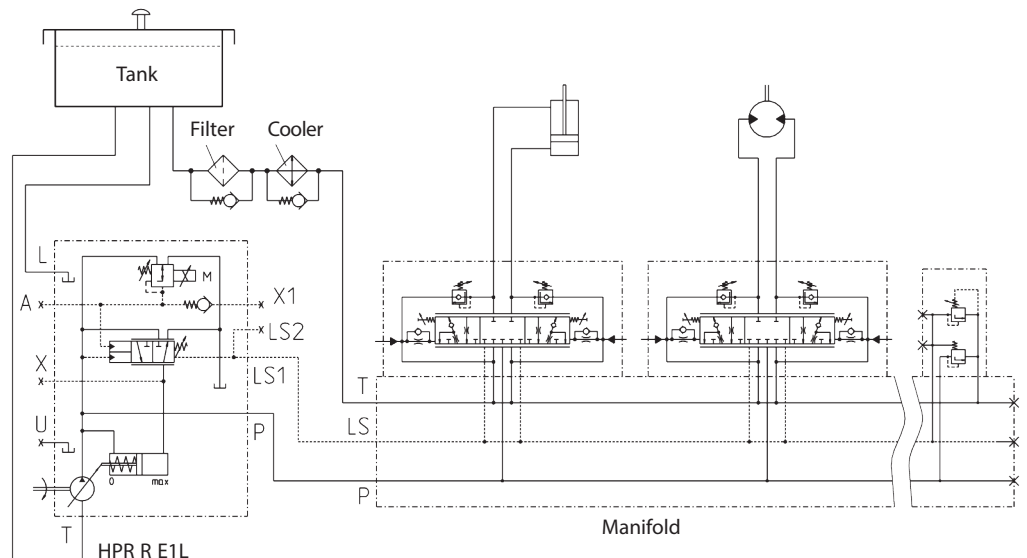 Tank
Filter
Cooler
L
M
A
X1
LS2
X
LS1
T
LS
U
P
0
max
P
Manifold
T
HPR R E1L